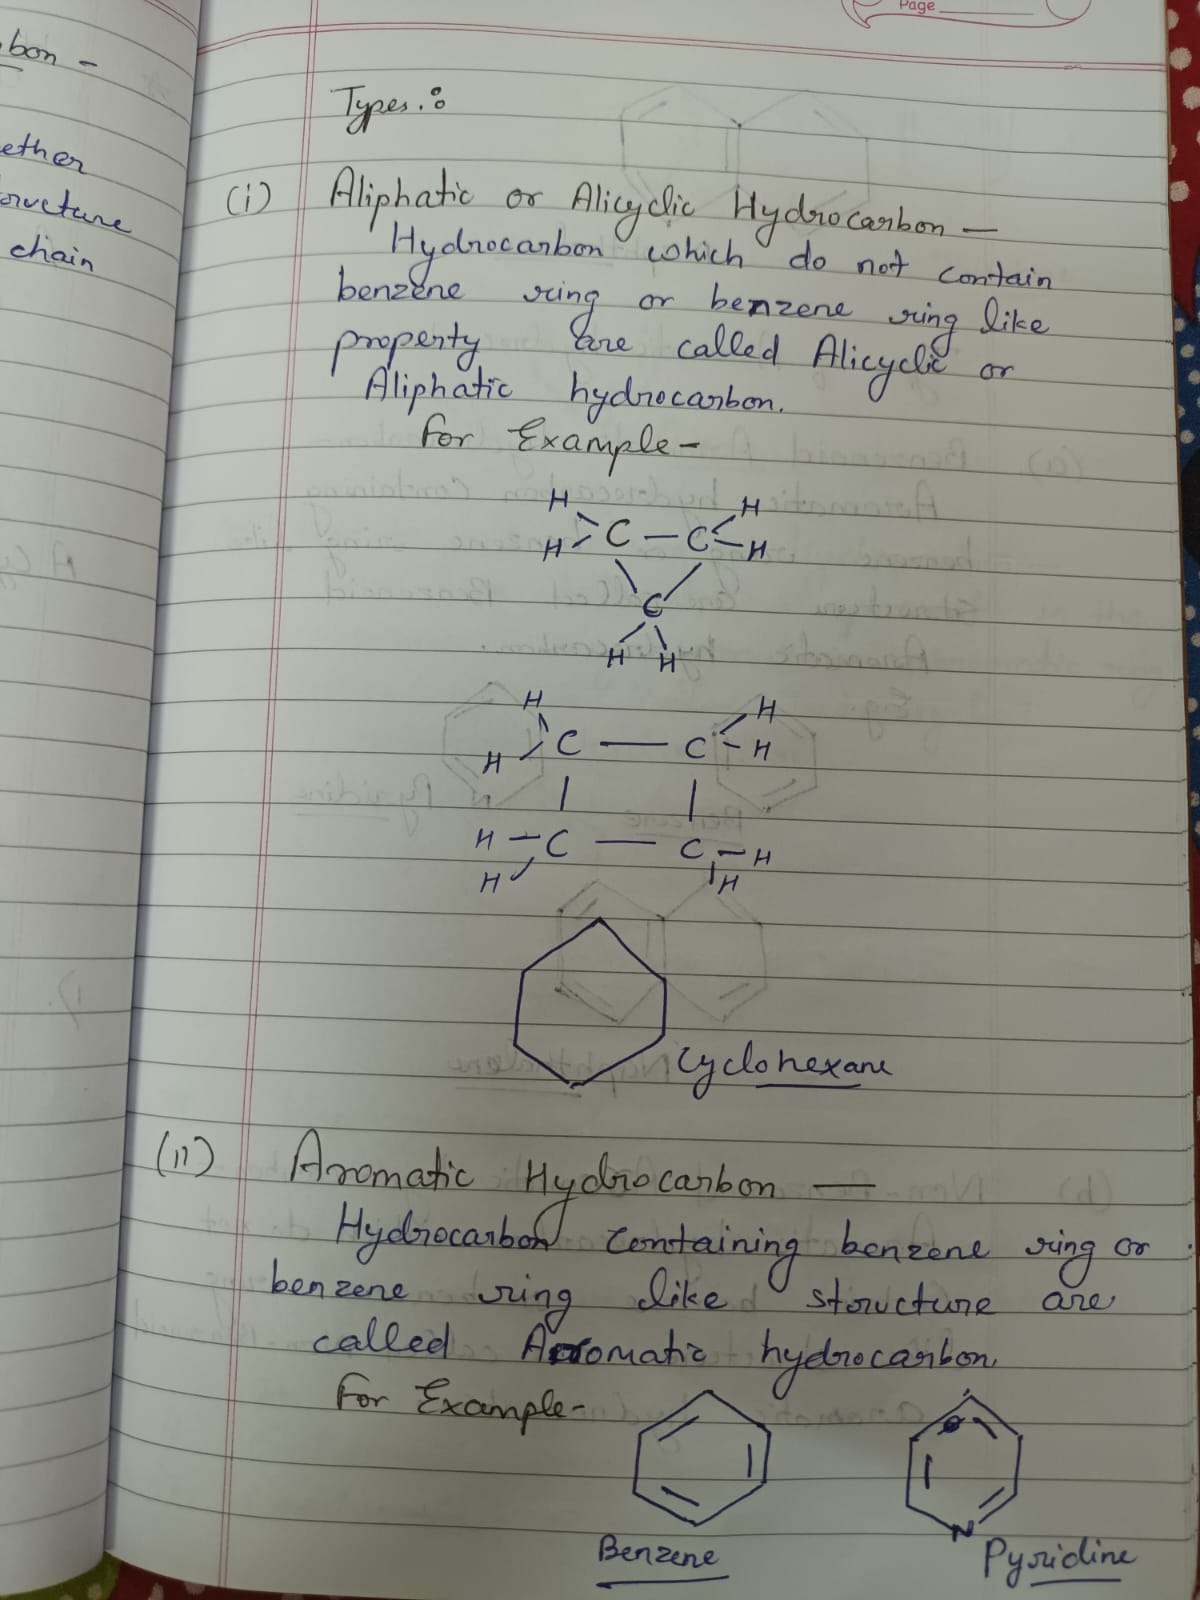 Page
bon -
ether
structure
chain
Types :
(i) Aliphatic or Alicyclic Hydrocarbon —
Hydrocarbon which do not contain
benzene ring or benzene ring like
property are called Alicyclic or
Aliphatic hydrocarbon.
For Example -
H H
C — C
H H
C
H H
H H
C — C - H
H
H - C — C - H
H H
Cyclohexane
(ii) Aromatic Hydrocarbon —
Hydrocarbon containing benzene ring or
benzene ring like structure are
called Aromatic hydrocarbon.
For Example -
N
Benzene Pyridine